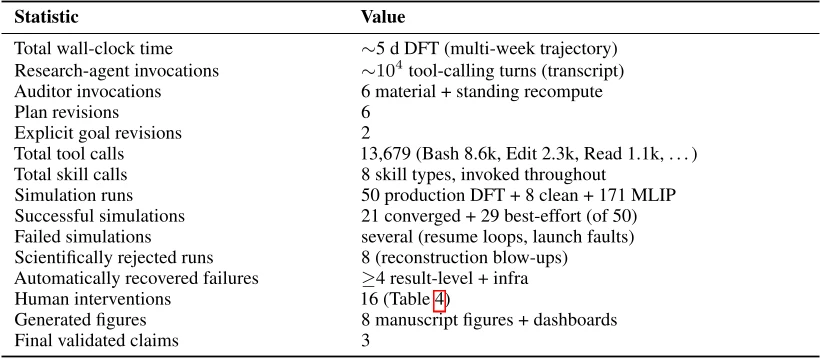 Statistic Value
Total wall-clock time ∼5 d DFT (multi-week trajectory)
Research-agent invocations ∼10⁴ tool-calling turns (transcript)
Auditor invocations 6 material + standing recompute
Plan revisions 6
Explicit goal revisions 2
Total tool calls 13,679 (Bash 8.6k, Edit 2.3k, Read 1.1k, . . . )
Total skill calls 8 skill types, invoked throughout
Simulation runs 50 production DFT + 8 clean + 171 MLIP
Successful simulations 21 converged + 29 best-effort (of 50)
Failed simulations several (resume loops, launch faults)
Scientifically rejected runs 8 (reconstruction blow-ups)
Automatically recovered failures ≥4 result-level + infra
Human interventions 16 (Table 4)
Generated figures 8 manuscript figures + dashboards
Final validated claims 3